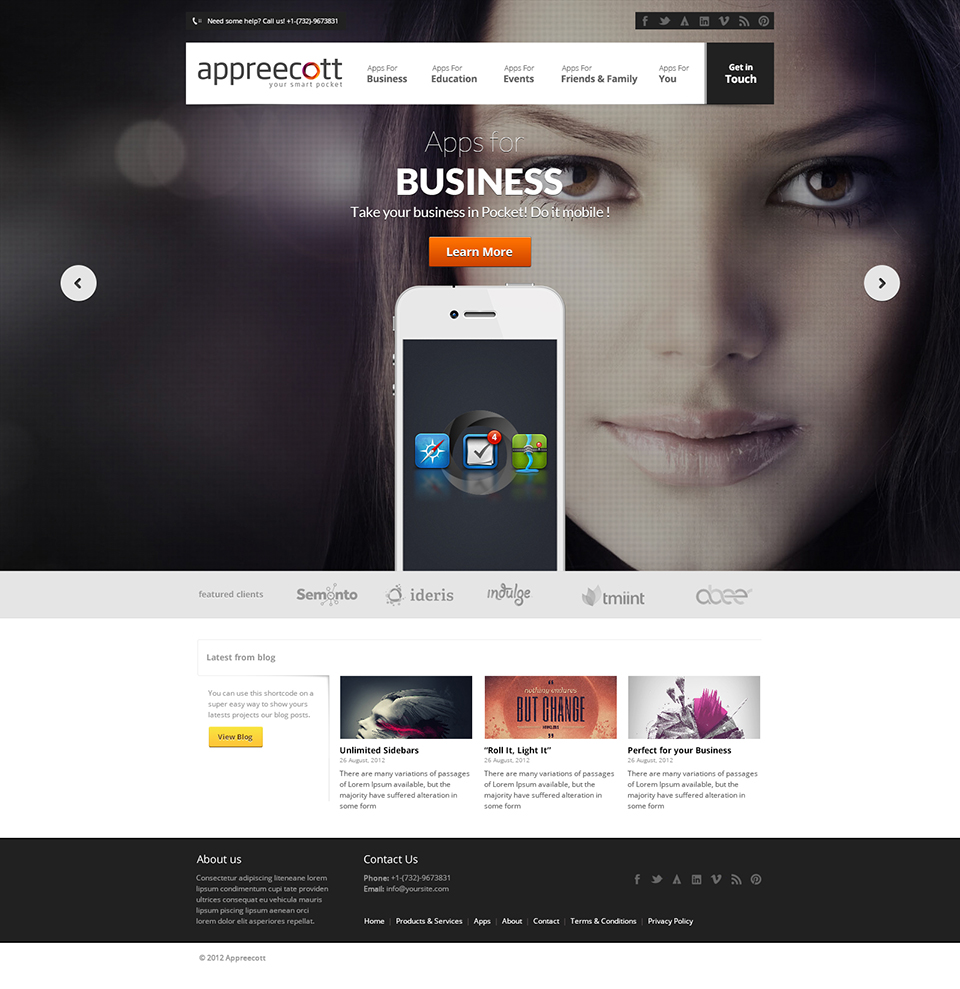 Need some help? Call us! +1-(732)-9673831
appreecott
your smart pocket
Apps For
Business
Apps For
Education
Apps For
Events
Apps For
Friends & Family
Apps For
You
Get in
Touch
Apps for
BUSINESS
Take your business in Pocket! Do it mobile !
Learn More
4
featured clients
Semonto
ideris
indulge
tmiint
abee
Latest from blog
You can use this shortcode on a
super easy way to show yours
latests projects our blog posts.
View Blog
nothing endures
BUT CHANGE
Unlimited Sidebars
26 August, 2012
There are many variations of passages
of Lorem Ipsum available, but the
majority have suffered alteration in
some form
“Roll It, Light It”
26 August, 2012
There are many variations of passages
of Lorem Ipsum available, but the
majority have suffered alteration in
some form
Perfect for your Business
26 August, 2012
There are many variations of passages
of Lorem Ipsum available, but the
majority have suffered alteration in
some form
About us
Consectetur adipiscing liteneane lorem
lipsum condimentum cupi tate providen
ultrices consequat eu vehicula mauris
lipsum piscing lipsum aenean orci
lorem dolor elit asperiores repellat.
Contact Us
Phone: +1-(732)-9673831
Email: info@yoursite.com
Home | Products & Services | Apps | About | Contact | Terms & Conditions | Privacy Policy
© 2012 Appreecott